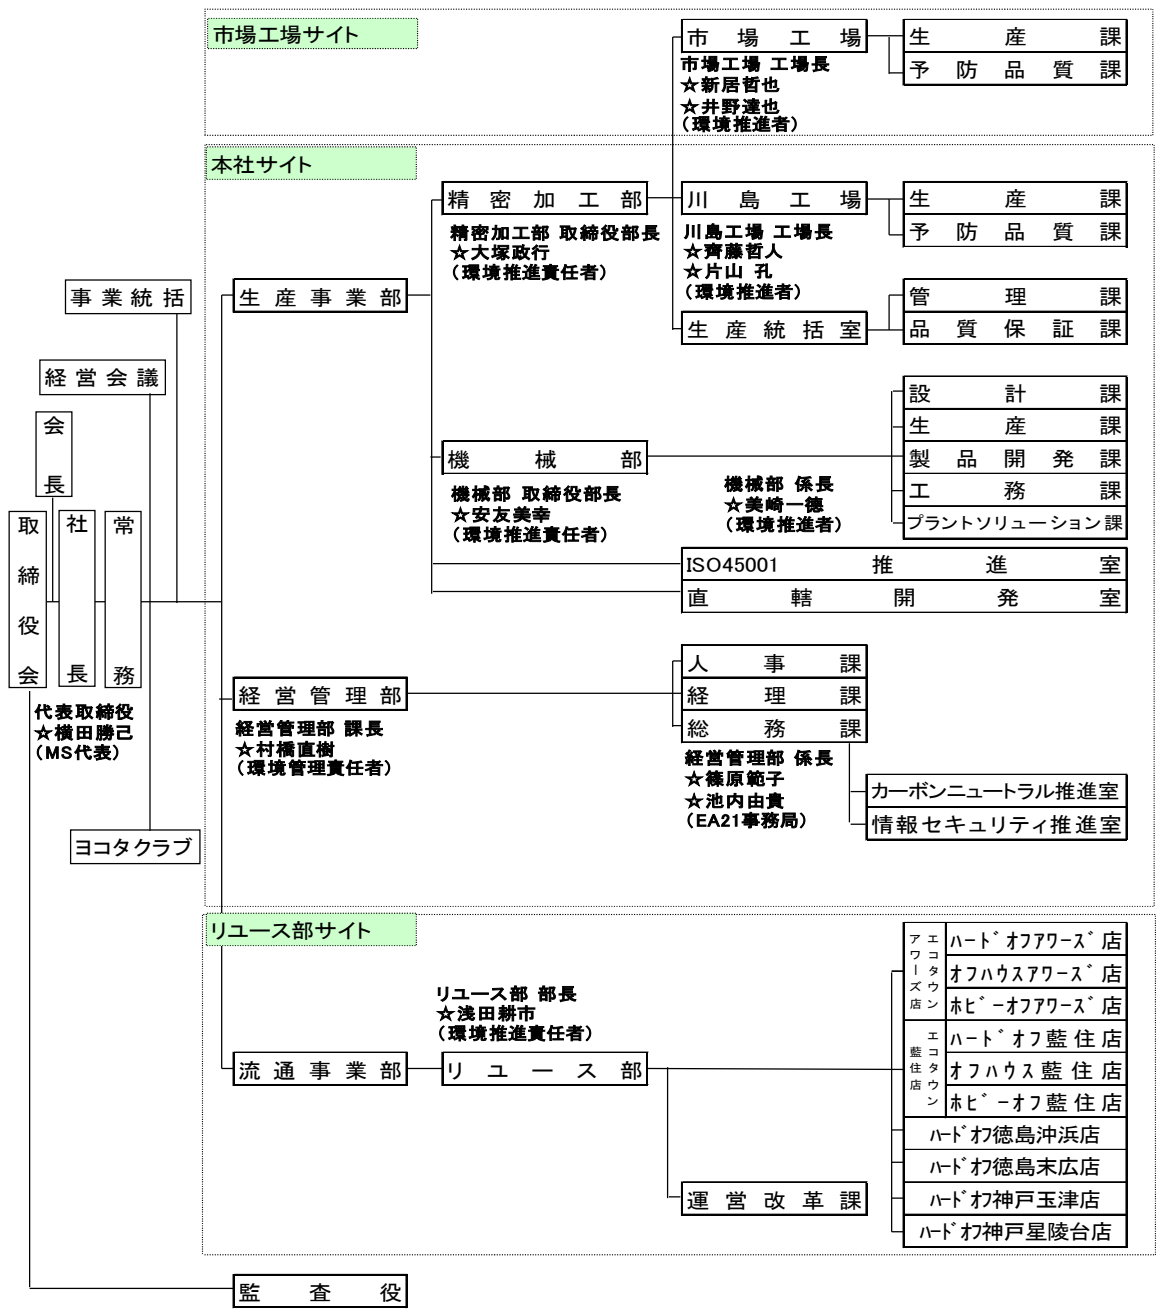 市場工場サイト
市場工場
市場工場 工場長
☆新居哲也
☆井野達也
(環境推進者)
生産課
予防品質課
本社サイト
精密加工部
精密加工部 取締役部長
☆大塚政行
(環境推進責任者)
川島工場
川島工場 工場長
☆齊藤哲人
☆片山 孔
(環境推進者)
生産課
予防品質課
生産統括室
管理課
品質保証課
生産事業部
事業統括
経営会議
会長
取締役会
社長
常務
代表取締役
☆横田勝己
(MS代表)
ヨコタクラブ
機械部
機械部 取締役部長
☆安友美幸
(環境推進責任者)
機械部 係長
☆美崎一徳
(環境推進者)
設計課
生産課
製品開発課
工務課
プラントソリューション課
ISO45001推進室
直轄開発室
経営管理部
経営管理部 課長
☆村橋直樹
(環境管理責任者)
人事課
経理課
総務課
経営管理部 係長
☆篠原範子
☆池内由貴
(EA21事務局)
カーボンニュートラル推進室
情報セキュリティ推進室
リユース部サイト
流通事業部
リユース部 部長
☆浅田耕市
(環境推進責任者)
リユース部
運営改革課
エコタウン
アワーズ店
ﾊｰﾄﾞｵﾌｱﾜｰｽﾞ店
ｵﾌﾊｳｽｱﾜｰｽﾞ店
ﾎﾋﾞｰｵﾌｱﾜｰｽﾞ店
エコタウン
藍住店
ﾊｰﾄﾞｵﾌ藍住店
ｵﾌﾊｳｽ藍住店
ﾎﾋﾞｰｵﾌ藍住店
ﾊｰﾄﾞｵﾌ徳島沖浜店
ﾊｰﾄﾞｵﾌ徳島末広店
ﾊｰﾄﾞｵﾌ神戸玉津店
ﾊｰﾄﾞｵﾌ神戸星陵台店
監査役